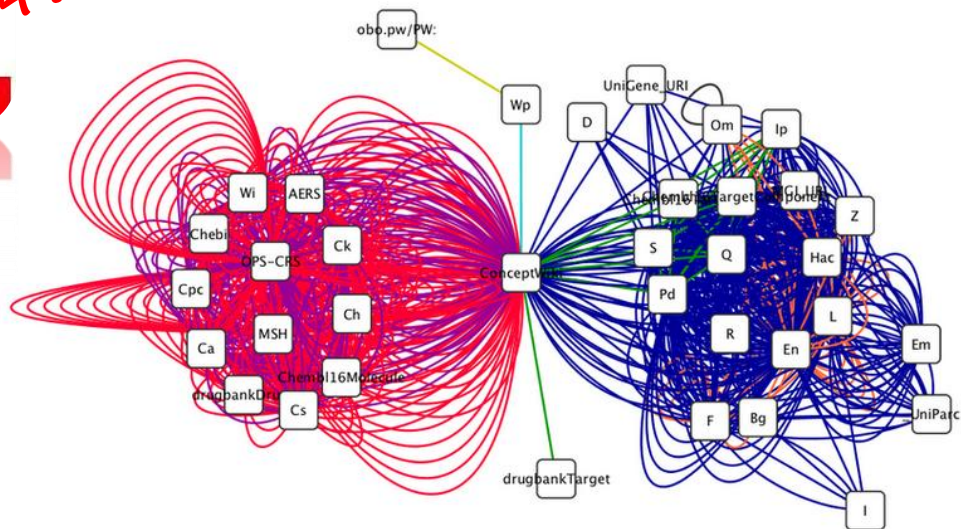 obo.pw/PW:
Wp
UniGene_URI
D
Om
Ip
Wi
AERS
Z
Chebi
Ck
S
Q
Hac
OPS-CRS
ConceptWiki
Cpc
Pd
Ch
L
MSH
R
Ca
En
Em
Chembl16Molecule
drugbankDru
Cs
F
Bg
UniParc
drugbankTarget
I